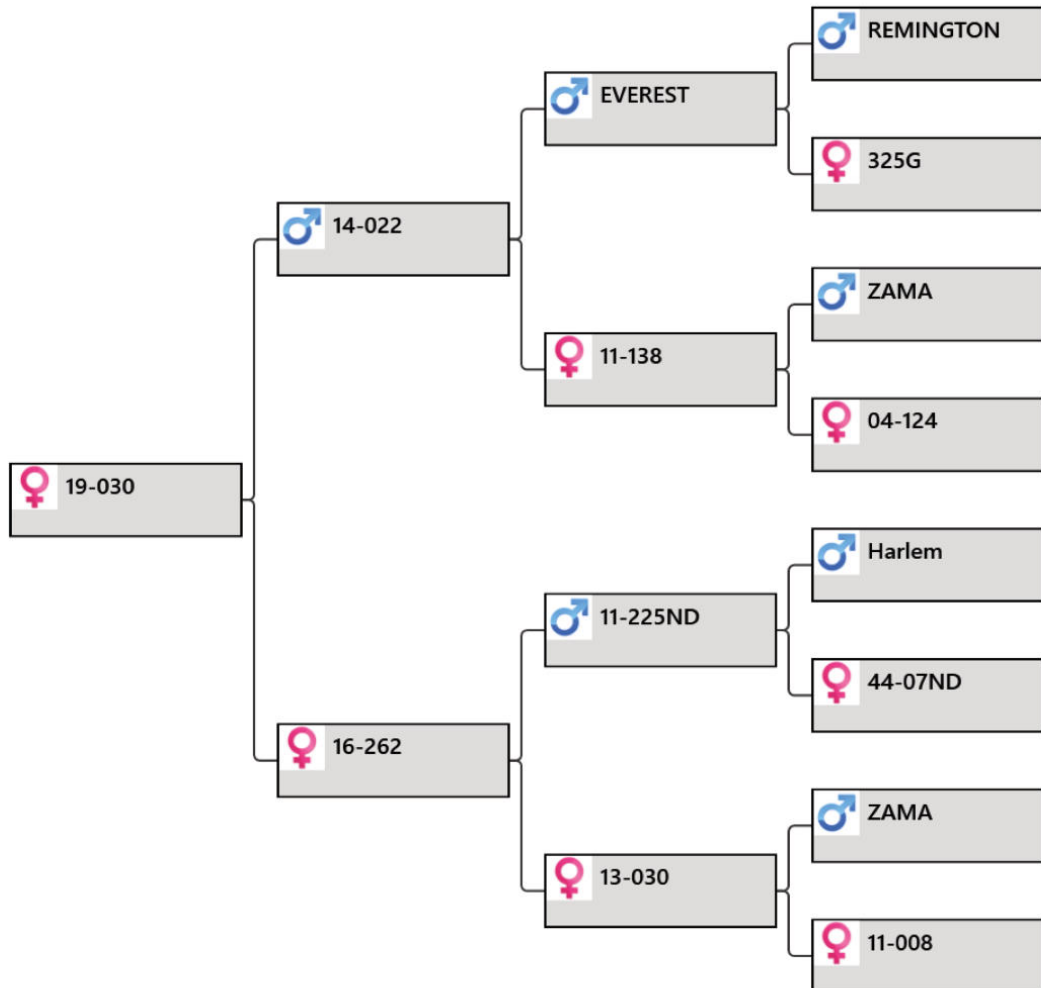 REMINGTON
EVEREST
325G
14-022
ZAMA
11-138
04-124
19-030
Harlem
11-225ND
44-07ND
16-262
ZAMA
13-030
11-008